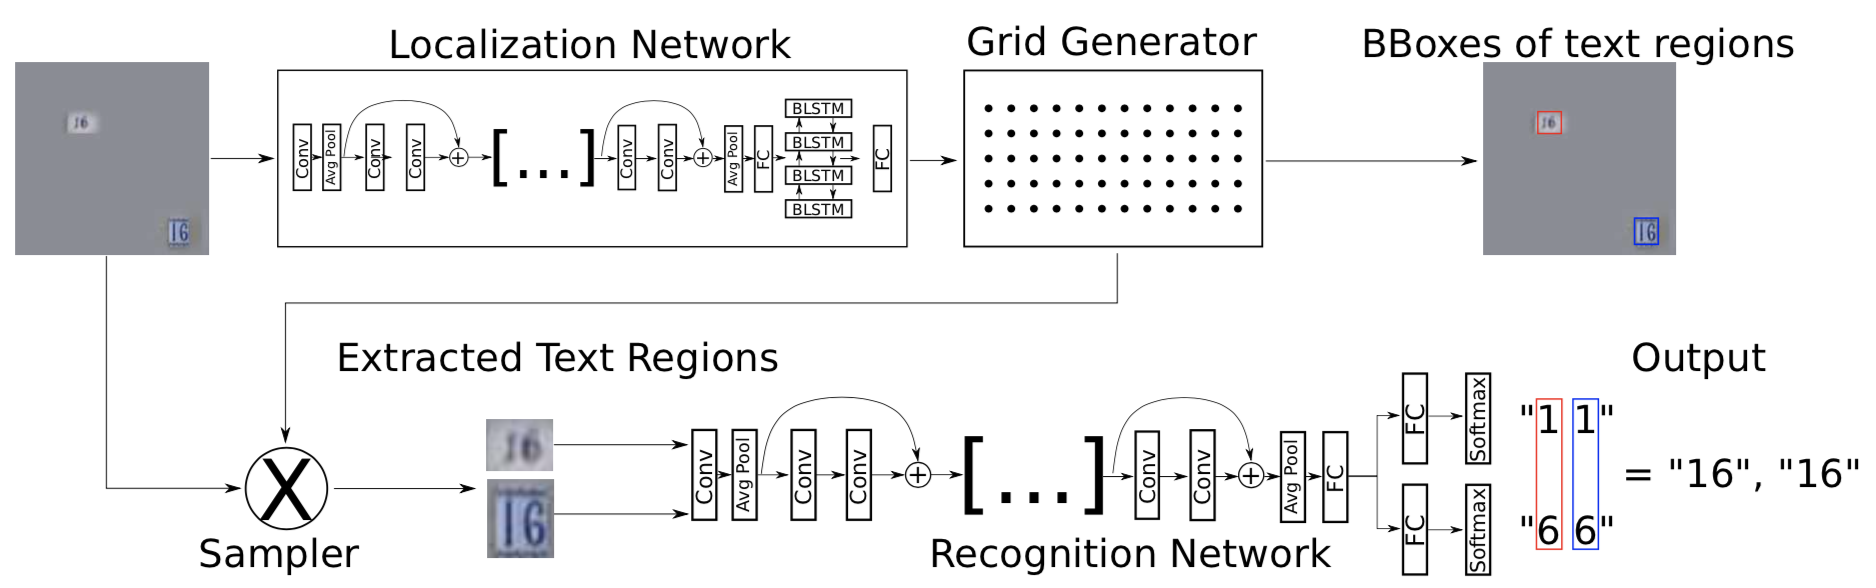 Localization Network
Grid Generator
BBoxes of text regions
16
16
Conv
Avg Pool
Conv
Conv
+
[...]
Conv
Conv
+
Avg Pool
FC
BLSTM
BLSTM
BLSTM
BLSTM
FC
16
16
Extracted Text Regions
X
Sampler
16
16
Conv
Avg Pool
Conv
Conv
+
[...]
Conv
Conv
+
Avg Pool
FC
FC
Softmax
FC
Softmax
Recognition Network
Output
"1 1"
= "16", "16"
"6 6"